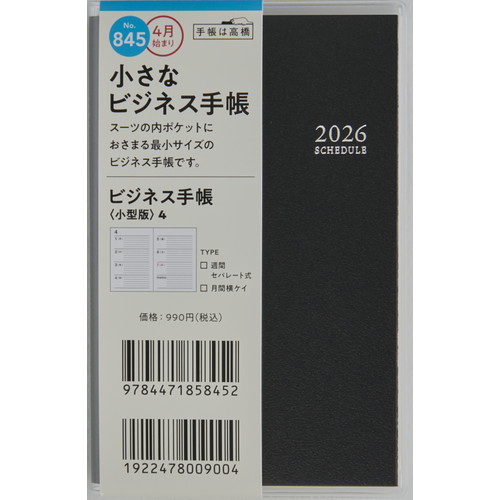 No.
845
4月
始まり
手帳は高橋
小さな
ビジネス手帳
スーツの内ポケットに
おさまる最小サイズの
ビジネス手帳です。
ビジネス手帳
〈小型版〉4
4
TYPE
週間
セパレート式
月間横ケイ
価格：990円（税込）
9784471858452
1922478009004
2026
SCHEDULE